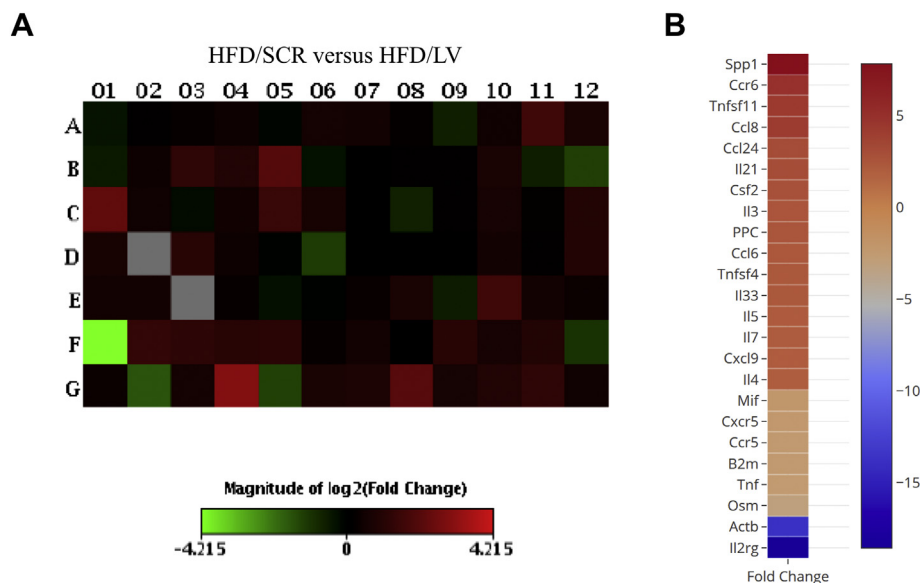 A
HFD/SCR versus HFD/LV
01 02 03 04 05 06 07 08 09 10 11 12
A
B
C
D
E
F
G
Magnitude of log2(Fold Change)
-4.215 0 4.215
B
Spp1
Ccr6
Tnfsf11
Ccl8
Ccl24
Il21
Csf2
Il3
PPC
Ccl6
Tnfsf4
Il33
Il5
Il7
Cxcl9
Il4
Mif
Cxcr5
Ccr5
B2m
Tnf
Osm
Actb
Il2rg
Fold Change
5
0
−5
−10
−15